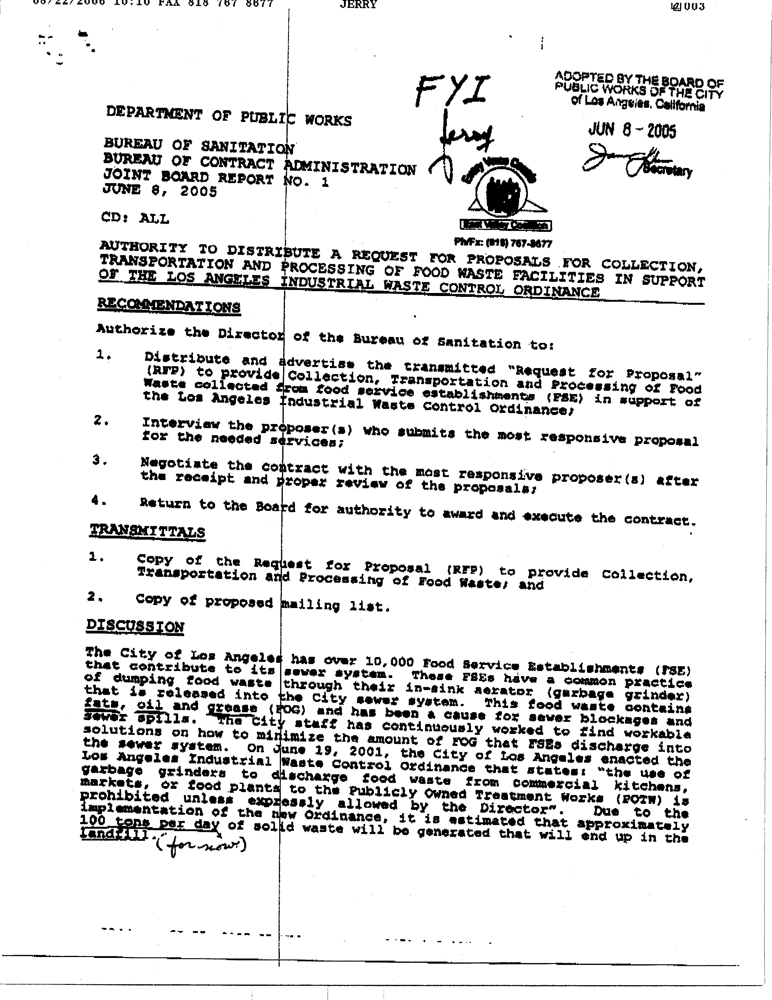 08/22/2006 10:10 FAX 818 767 8677 JERRY 003
FYI
Jerry
ADOPTED BY THE BOARD OF
PUBLIC WORKS OF THE CITY
of Los Angeles, California
JUN 8 - 2005
Secretary
DEPARTMENT OF PUBLIC WORKS
BUREAU OF SANITATION
BUREAU OF CONTRACT ADMINISTRATION
JOINT BOARD REPORT NO. 1
JUNE 8, 2005
CD: ALL
East Valley Coalition
Ph/Fx: (818) 767-8677
AUTHORITY TO DISTRIBUTE A REQUEST FOR PROPOSALS FOR COLLECTION,
TRANSPORTATION AND PROCESSING OF FOOD WASTE FACILITIES IN SUPPORT
OF THE LOS ANGELES INDUSTRIAL WASTE CONTROL ORDINANCE
RECOMMENDATIONS
Authorize the Director of the Bureau of Sanitation to:
1. Distribute and advertise the transmitted "Request for Proposal"
(RFP) to provide Collection, Transportation and Processing of Food
Waste collected from food service establishments (FSE) in support of
the Los Angeles Industrial Waste Control Ordinance;
2. Interview the proposer(s) who submits the most responsive proposal
for the needed services;
3. Negotiate the contract with the most responsive proposer(s) after
the receipt and proper review of the proposals;
4. Return to the Board for authority to award and execute the contract.
TRANSMITTALS
1. Copy of the Request for Proposal (RFP) to provide Collection,
Transportation and Processing of Food Waste; and
2. Copy of proposed mailing list.
DISCUSSION
The City of Los Angeles has over 10,000 Food Service Establishments (FSE)
that contribute to its sewer system. These FSEs have a common practice
of dumping food waste through their in-sink aerator (garbage grinder)
that is released into the City sewer system. This food waste contains
fats, oil and grease (FOG) and has been a cause for sewer blockages and
sewer spills. The City staff has continuously worked to find workable
solutions on how to minimize the amount of FOG that FSEs discharge into
the sewer system. On June 19, 2001, the City of Los Angeles enacted the
Los Angeles Industrial Waste Control Ordinance that states: "the use of
garbage grinders to discharge food waste from commercial kitchens,
markets, or food plants to the Publicly Owned Treatment Works (POTW) is
prohibited unless expressly allowed by the Director". Due to the
implementation of the new Ordinance, it is estimated that approximately
100 tons per day of solid waste will be generated that will end up in the
landfill.
(for now)